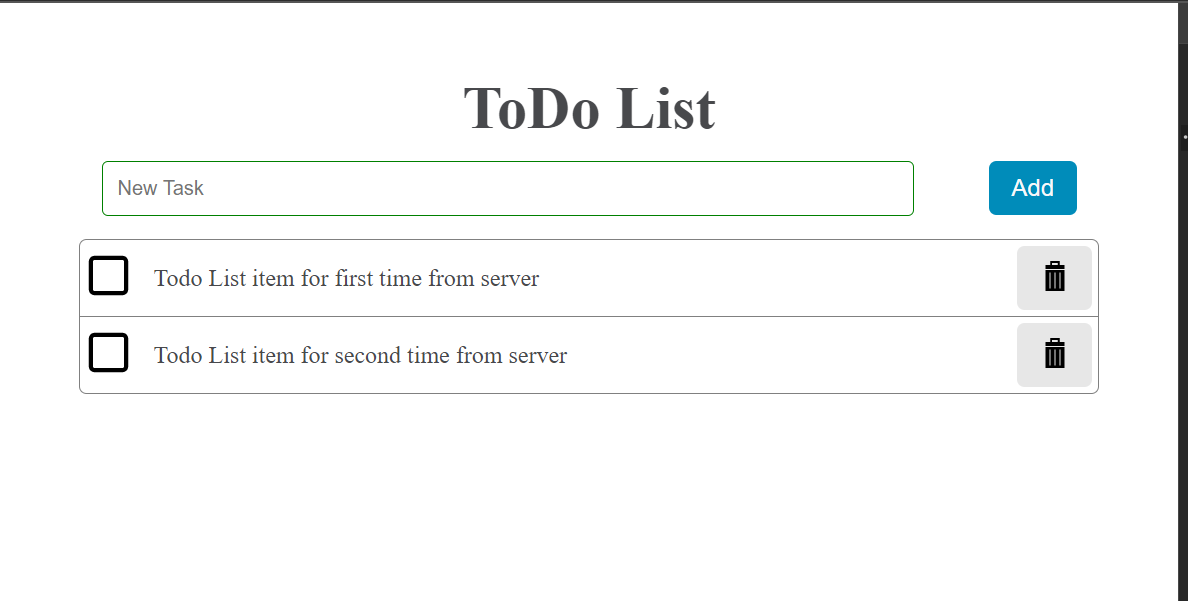 ToDo List
New Task
Add
Todo List item for first time from server
Todo List item for second time from server